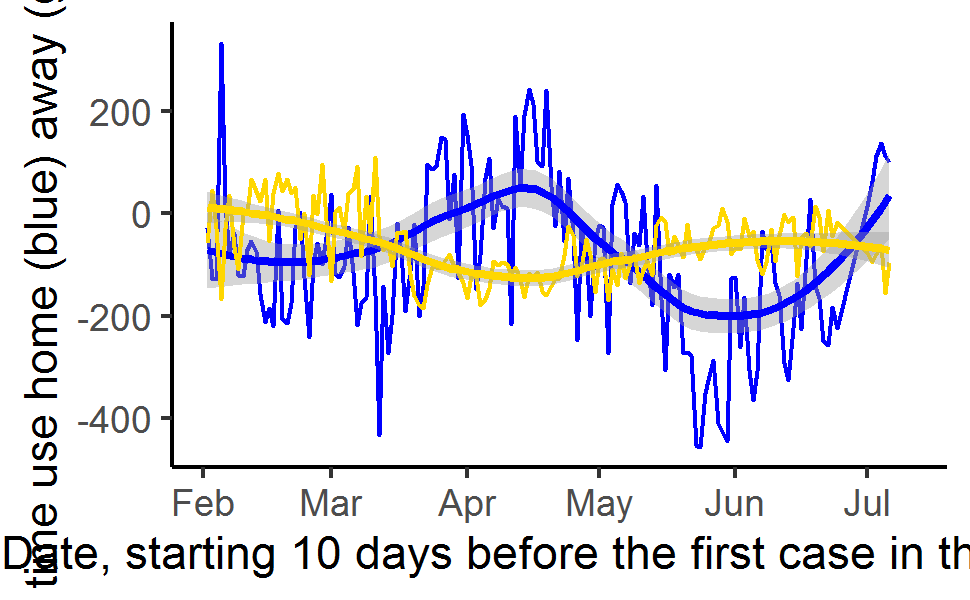 time use home (blue) away (
200
0
-200
-400
Feb Mar Apr May Jun Jul
Date, starting 10 days before the first case in th